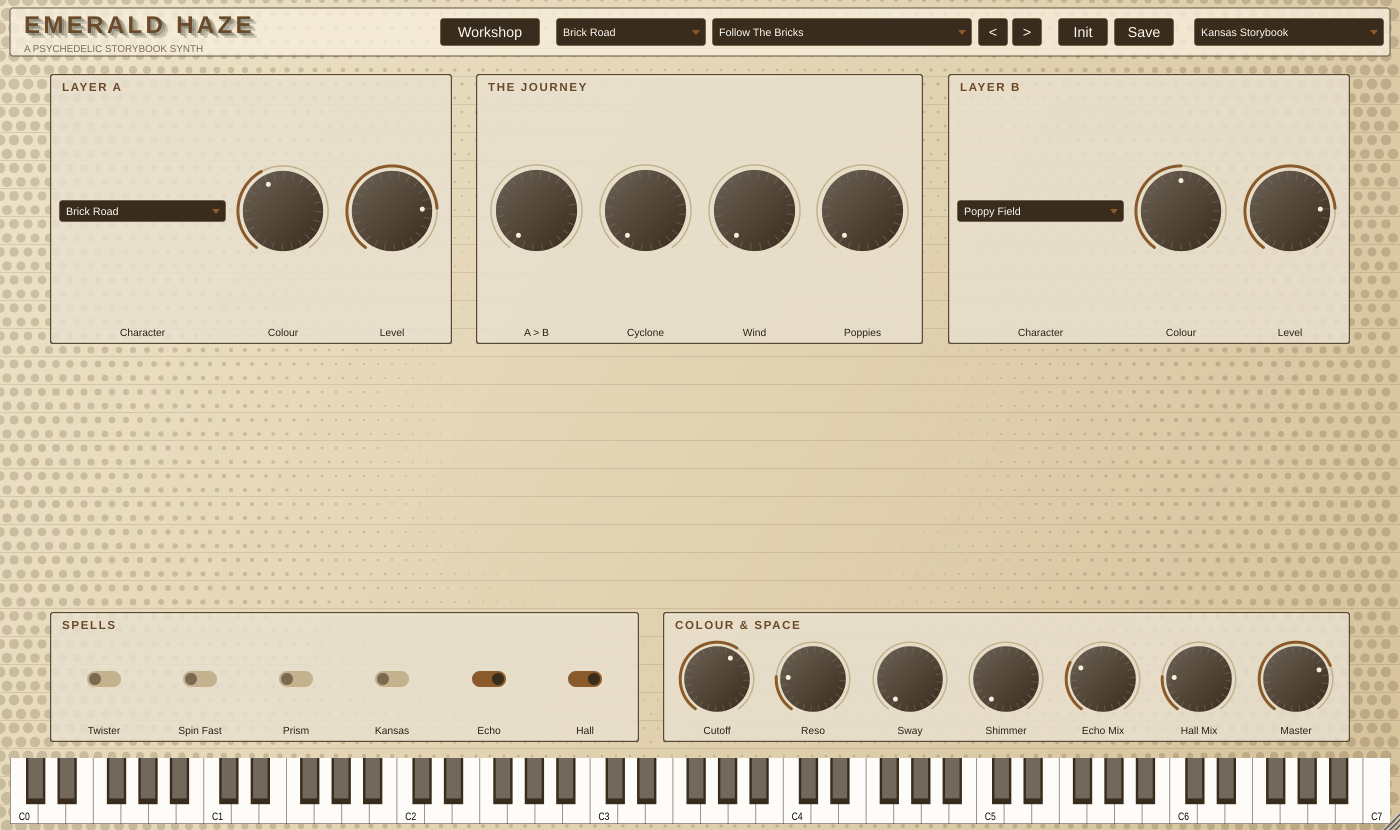 EMERALD HAZE
A PSYCHEDELIC STORYBOOK SYNTH
Workshop
Brick Road
Follow The Bricks
<
>
Init
Save
Kansas Storybook
LAYER A
Brick Road
Character
Colour
Level
THE JOURNEY
A > B
Cyclone
Wind
Poppies
LAYER B
Poppy Field
Character
Colour
Level
SPELLS
Twister
Spin Fast
Prism
Kansas
Echo
Hall
COLOUR & SPACE
Cutoff
Reso
Sway
Shimmer
Echo Mix
Hall Mix
Master
C0
C1
C2
C3
C4
C5
C6
C7